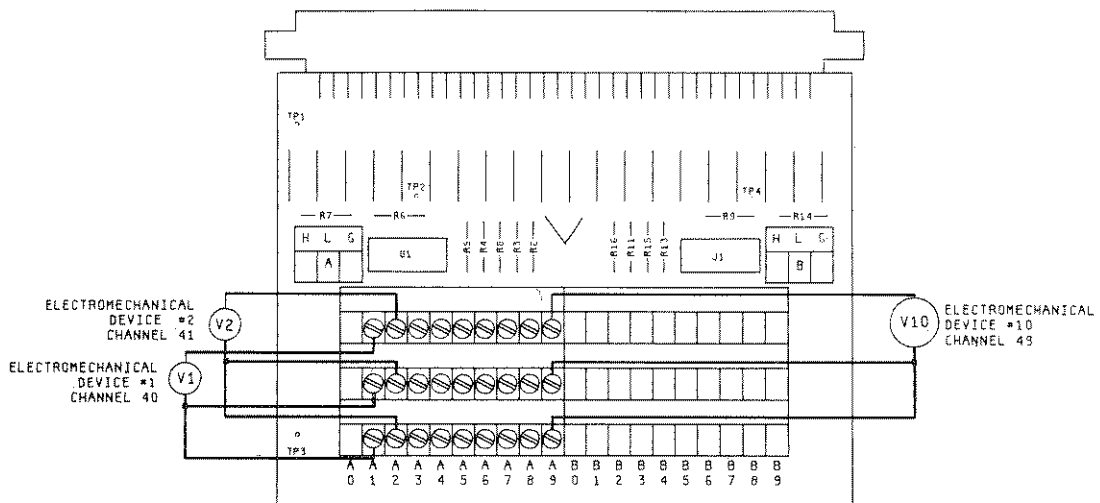 TP1
TP2
TP4
R7 R6 R9 R14
H L G H L G
A B
U1 J1
R5 R4 R8 R3 R2 R16 R11 R15 R13
ELECTROMECHANICAL
DEVICE #2
CHANNEL 41
V2
V10
ELECTROMECHANICAL
DEVICE #10
CHANNEL 49
ELECTROMECHANICAL
DEVICE #1
CHANNEL 40
V1
TP3
A A A A A A A A A A B B B B B B B B B B
0 1 2 3 4 5 6 7 8 9 0 1 2 3 4 5 6 7 8 9